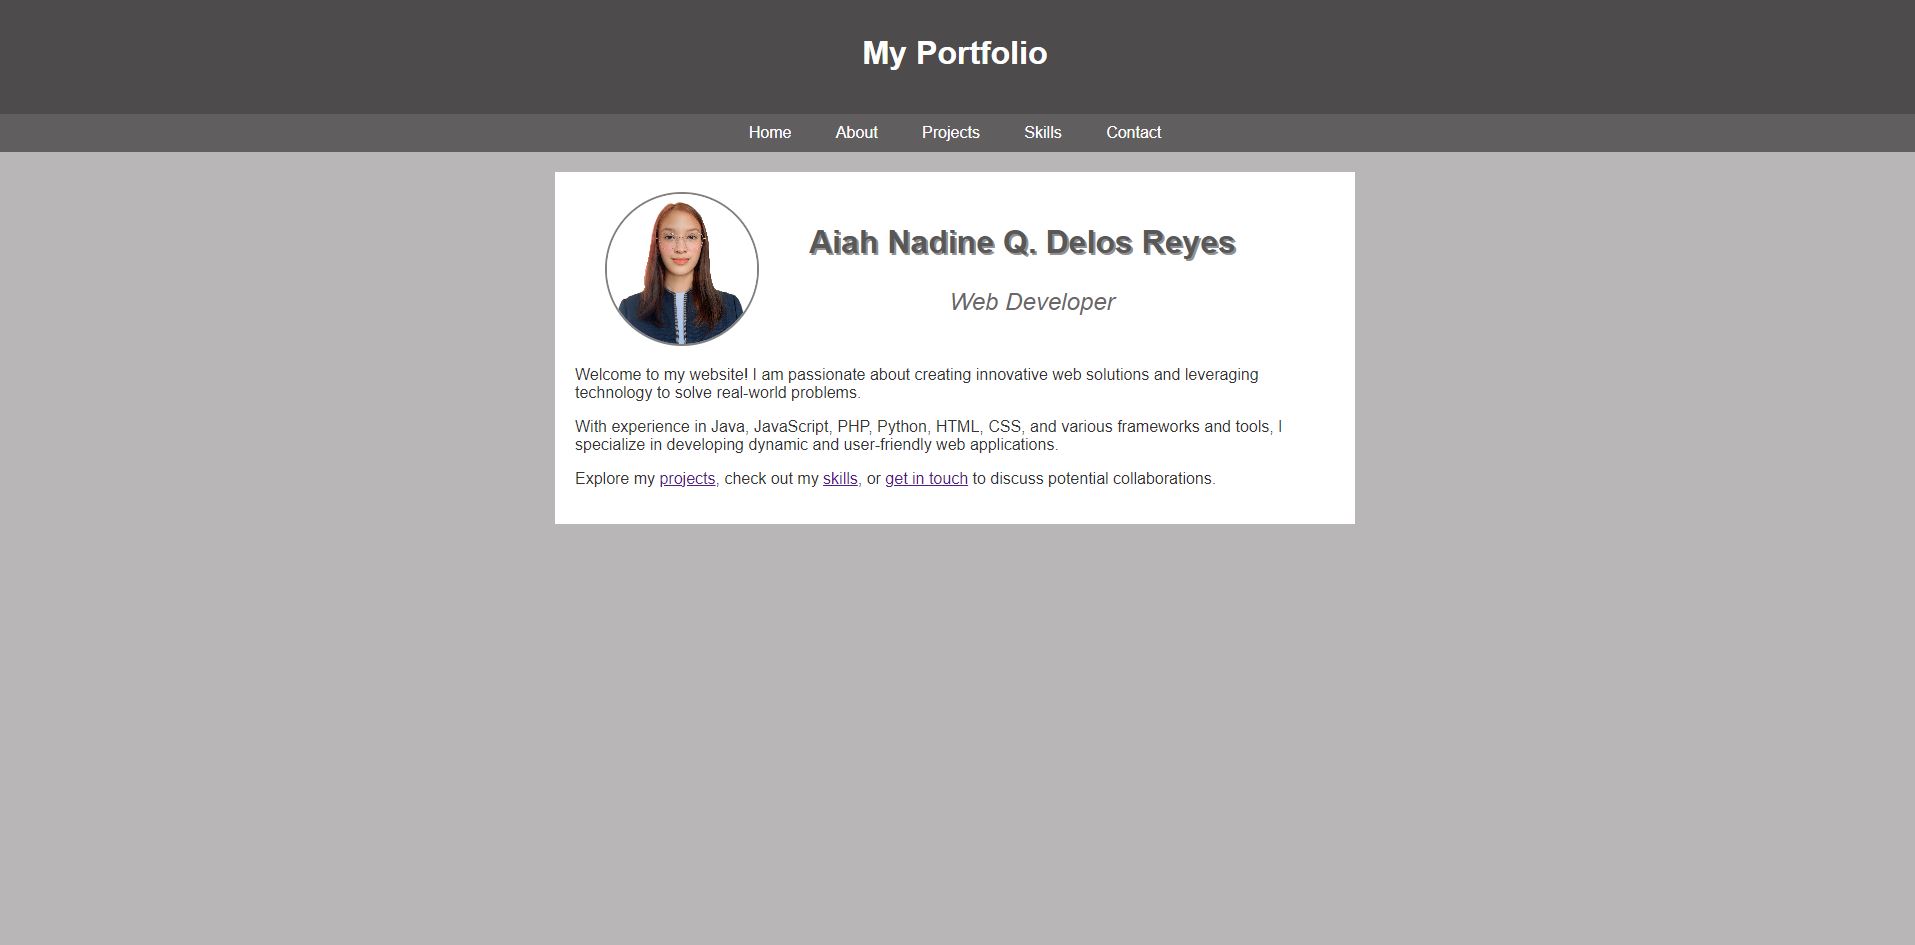 My Portfolio
Home About Projects Skills Contact
Aiah Nadine Q. Delos Reyes
Web Developer
Welcome to my website! I am passionate about creating innovative web solutions and leveraging
technology to solve real-world problems.
With experience in Java, JavaScript, PHP, Python, HTML, CSS, and various frameworks and tools, I
specialize in developing dynamic and user-friendly web applications.
Explore my projects, check out my skills, or get in touch to discuss potential collaborations.